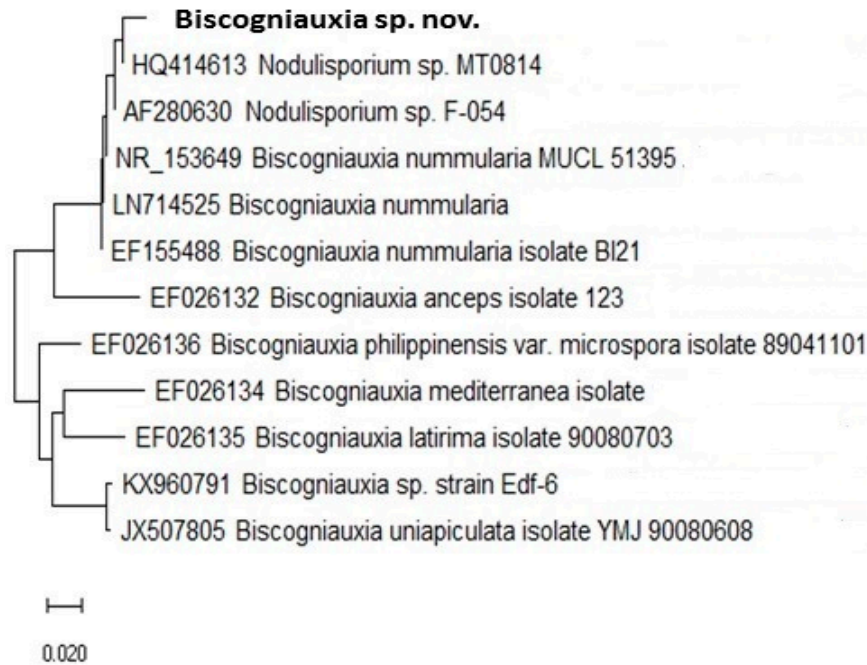 Biscogniauxia sp. nov.
HQ414613 Nodulisporium sp. MT0814
AF280630 Nodulisporium sp. F-054
NR_153649 Biscogniauxia nummularia MUCL 51395
LN714525 Biscogniauxia nummularia
EF155488 Biscogniauxia nummularia isolate BI21
EF026132 Biscogniauxia anceps isolate 123
EF026136 Biscogniauxia philippinensis var. microspora isolate 89041101
EF026134 Biscogniauxia mediterranea isolate
EF026135 Biscogniauxia latirima isolate 90080703
KX960791 Biscogniauxia sp. strain Edf-6
JX507805 Biscogniauxia uniapiculata isolate YMJ 90080608
0.020